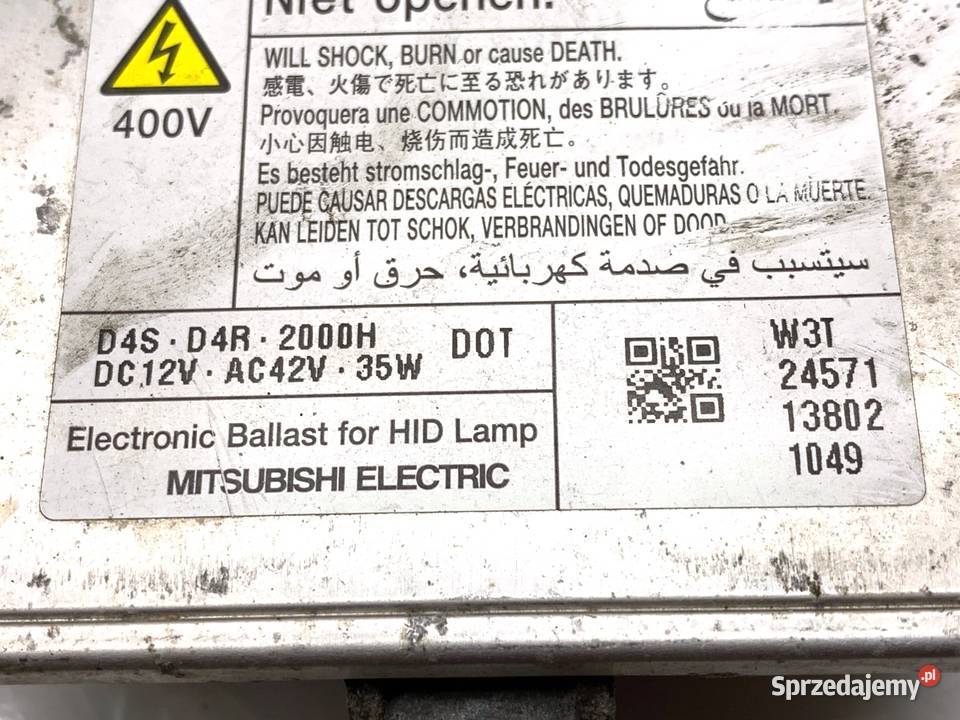 Niet openen.
400V
WILL SHOCK, BURN or cause DEATH.
感電、火傷で死亡に至る恐れがあります。
Provoquera une COMMOTION, des BRULURES ou la MORT.
小心因触电、烧伤而造成死亡。
Es besteht stromschlag-, Feuer- und Todesgefahr.
PUEDE CAUSAR DESCARGAS ELÉCTRICAS, QUEMADURAS O LA MUERTE.
KAN LEIDEN TOT SCHOK, VERBRANDINGEN OF DOOD.
سيتسبب في صدمة كهربائية، حرق أو موت
D4S · D4R · 2000H
DC12V · AC42V · 35W
DOT
Electronic Ballast for HID Lamp
MITSUBISHI ELECTRIC
W3T
24571
13802
1049
Sprzedajemy.pl